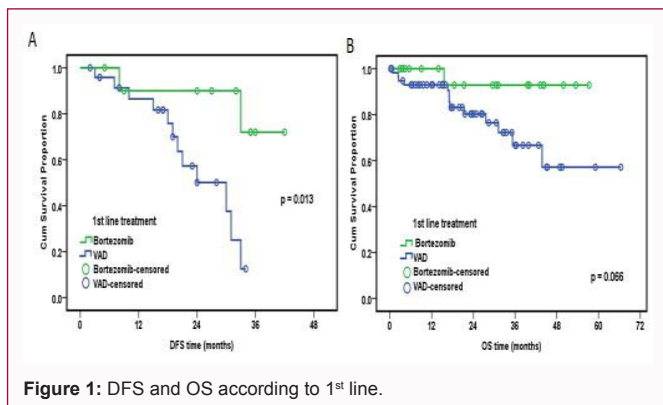 A
Cum Survival Proportion
1.0
0.8
0.6
0.4
0.2
0.0
p = 0.013
1st line treatment
Bortezomib
VAD
Bortezomib-censored
VAD-censored
0 12 24 36 48
DFS time (months)
B
Cum Survival Proportion
1.0
0.8
0.6
0.4
0.2
0.0
1st line treatment
Bortezomib
VAD
Bortezomib-censored
VAD-censored
p = 0.066
0 12 24 36 48 60 72
OS time (months)
Figure 1: DFS and OS according to 1st line.